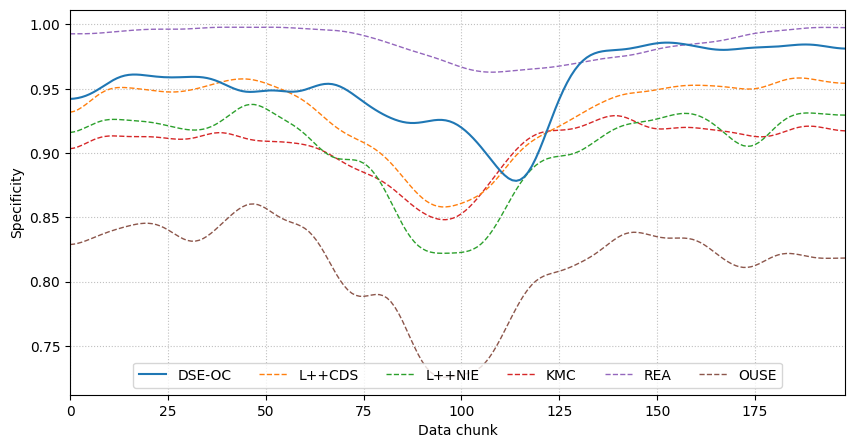 1.00
0.95
0.90
0.85
0.80
0.75
Specificity
0 25 50 75 100 125 150 175
Data chunk
DSE-OC L++CDS L++NIE KMC REA OUSE